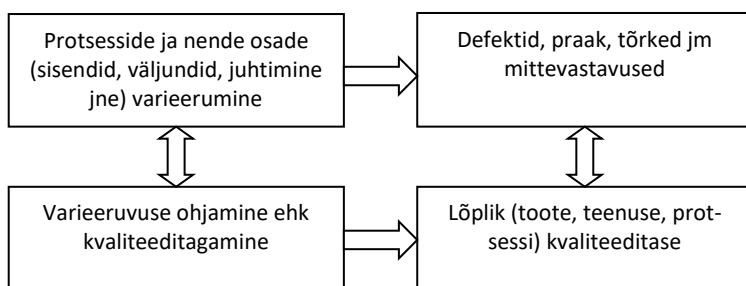 Protsesside ja nende osade
(sisendid, väljundid, juhtimine
jne) varieerumine
Defektid, praak, tõrked jm
mittevastavused
Varieeruvuse ohjamine ehk
kvaliteeditagamine
Lõplik (toote, teenuse, prot-
sessi) kvaliteeditase